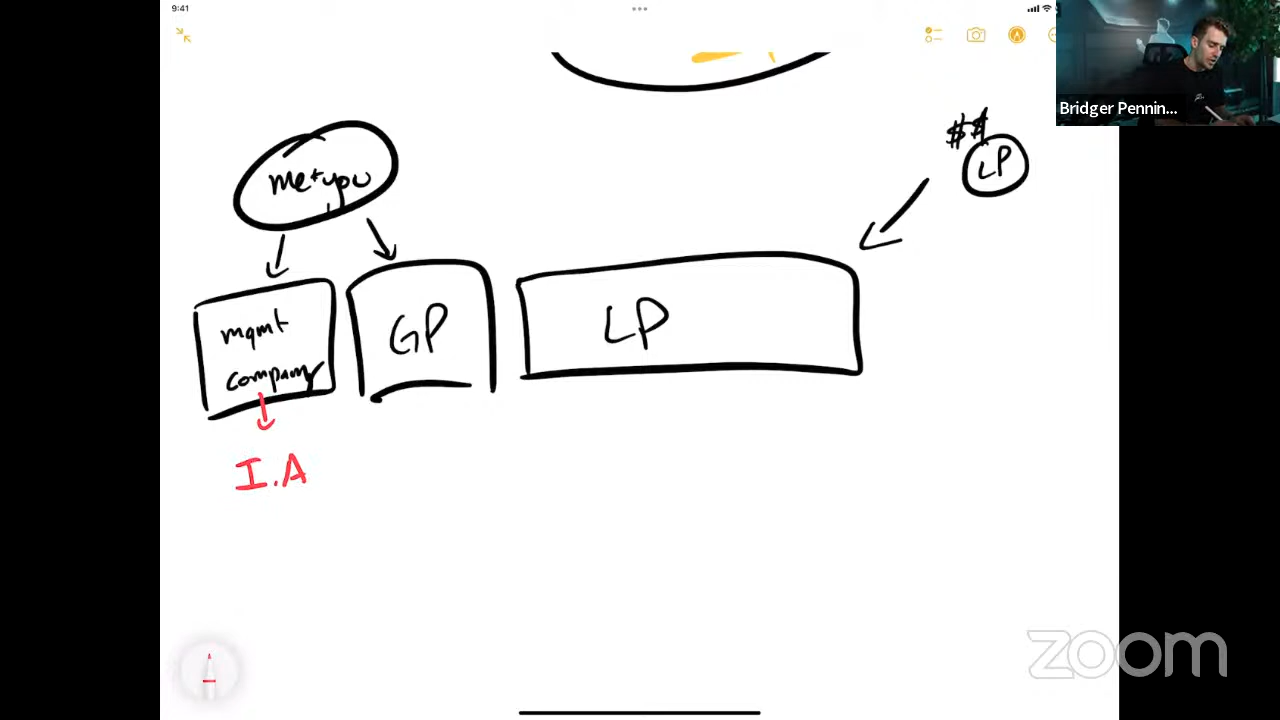 9:41
Bridger Pennin...
$$
LP
me+you
mgmt
company
GP
LP
I.A
zoom